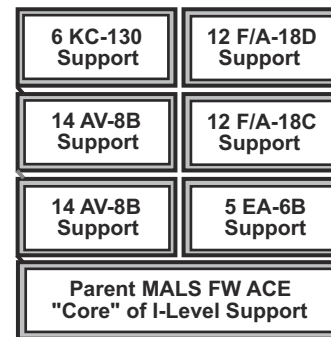 6 KC-130
Support
12 F/A-18D
Support
14 AV-8B
Support
12 F/A-18C
Support
14 AV-8B
Support
5 EA-6B
Support
Parent MALS FW ACE
"Core" of I-Level Support